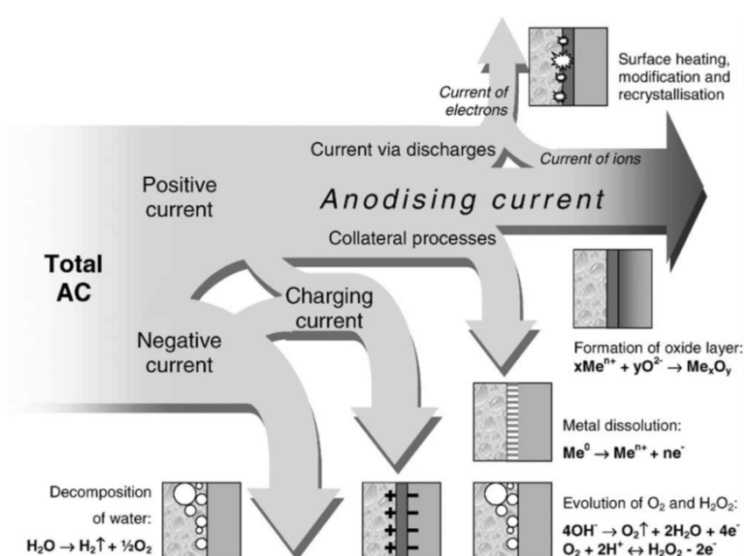 Surface heating,
modification and
recrystallisation
Current of
electrons
Current via discharges
Current of ions
Positive
current
Anodising current
Collateral processes
Total
AC
Charging
current
Negative
current
Formation of oxide layer:
xMeⁿ⁺ + yO²⁻ → MeₓOᵧ
Metal dissolution:
Me⁰ → Meⁿ⁺ + ne⁻
Decomposition
of water:
H₂O → H₂↑ + ½O₂
+ −
+ −
+ −
+ −
Evolution of O₂ and H₂O₂:
4OH⁻ → O₂↑ + 2H₂O + 4e⁻
O₂ + 2H⁺ ↔ H₂O₂ - 2e⁻